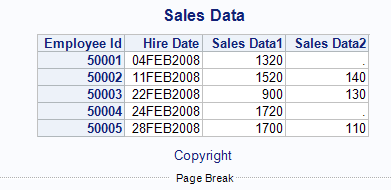 Sales Data
Employee Id Hire Date Sales Data1 Sales Data2
50001 04FEB2008 1320 .
50002 11FEB2008 1520 140
50003 22FEB2008 900 130
50004 24FEB2008 1720 .
50005 28FEB2008 1700 110
Copyright
Page Break